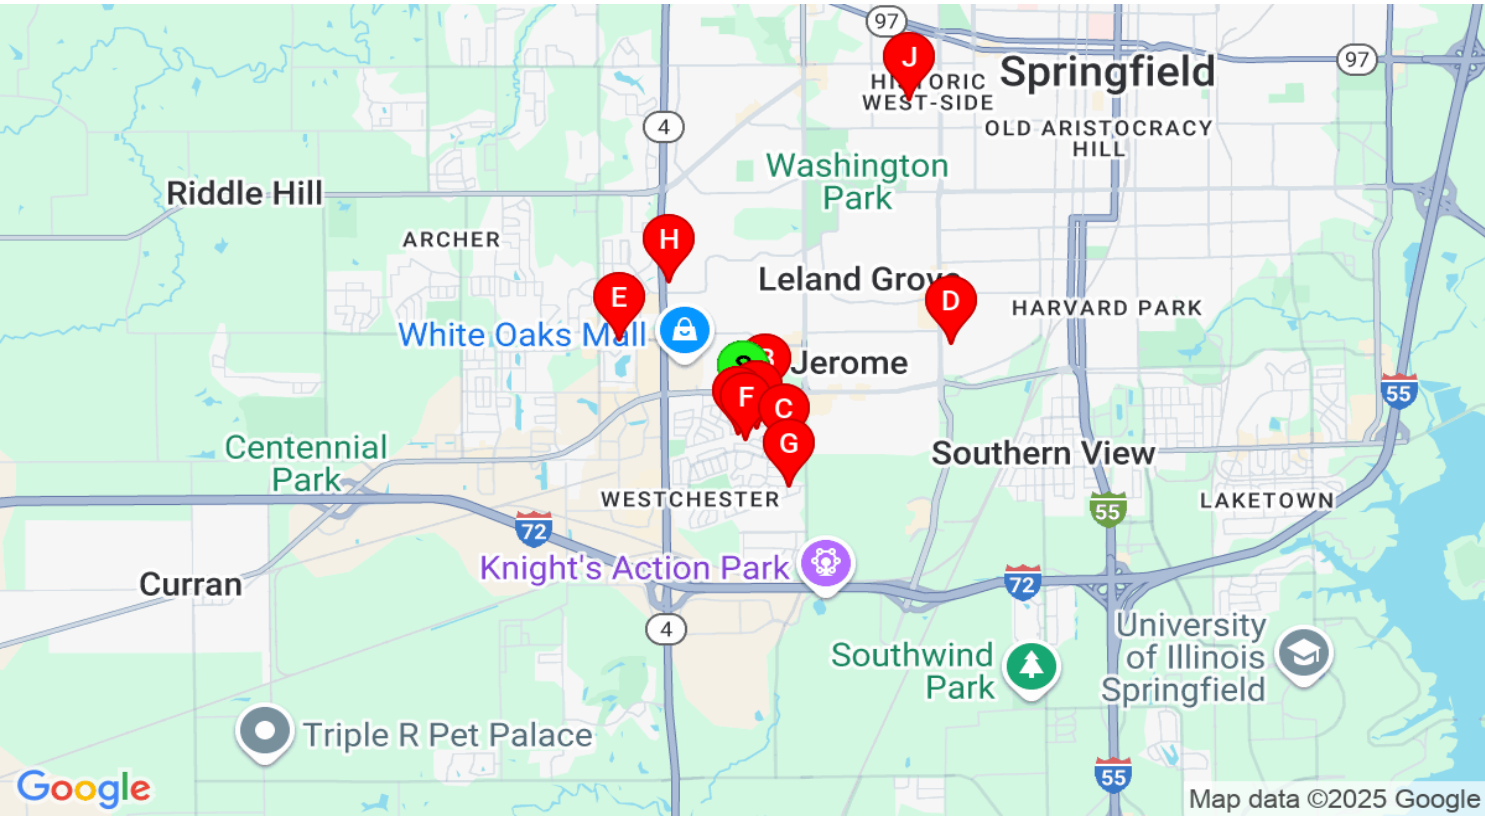 97
J
Springfield
97
HISTORIC
WEST-SIDE
4
OLD ARISTOCRACY
HILL
Washington
Park
Riddle Hill
ARCHER
H
Leland Grove
E
D
HARVARD PARK
White Oaks Mall
B
Jerome
F
C
55
G
Centennial
Park
Southern View
WESTCHESTER
LAKETOWN
55
72
Knight's Action Park
72
Curran
4
University
of Illinois
Springfield
Southwind
Park
Triple R Pet Palace
55
Google
Map data ©2025 Google